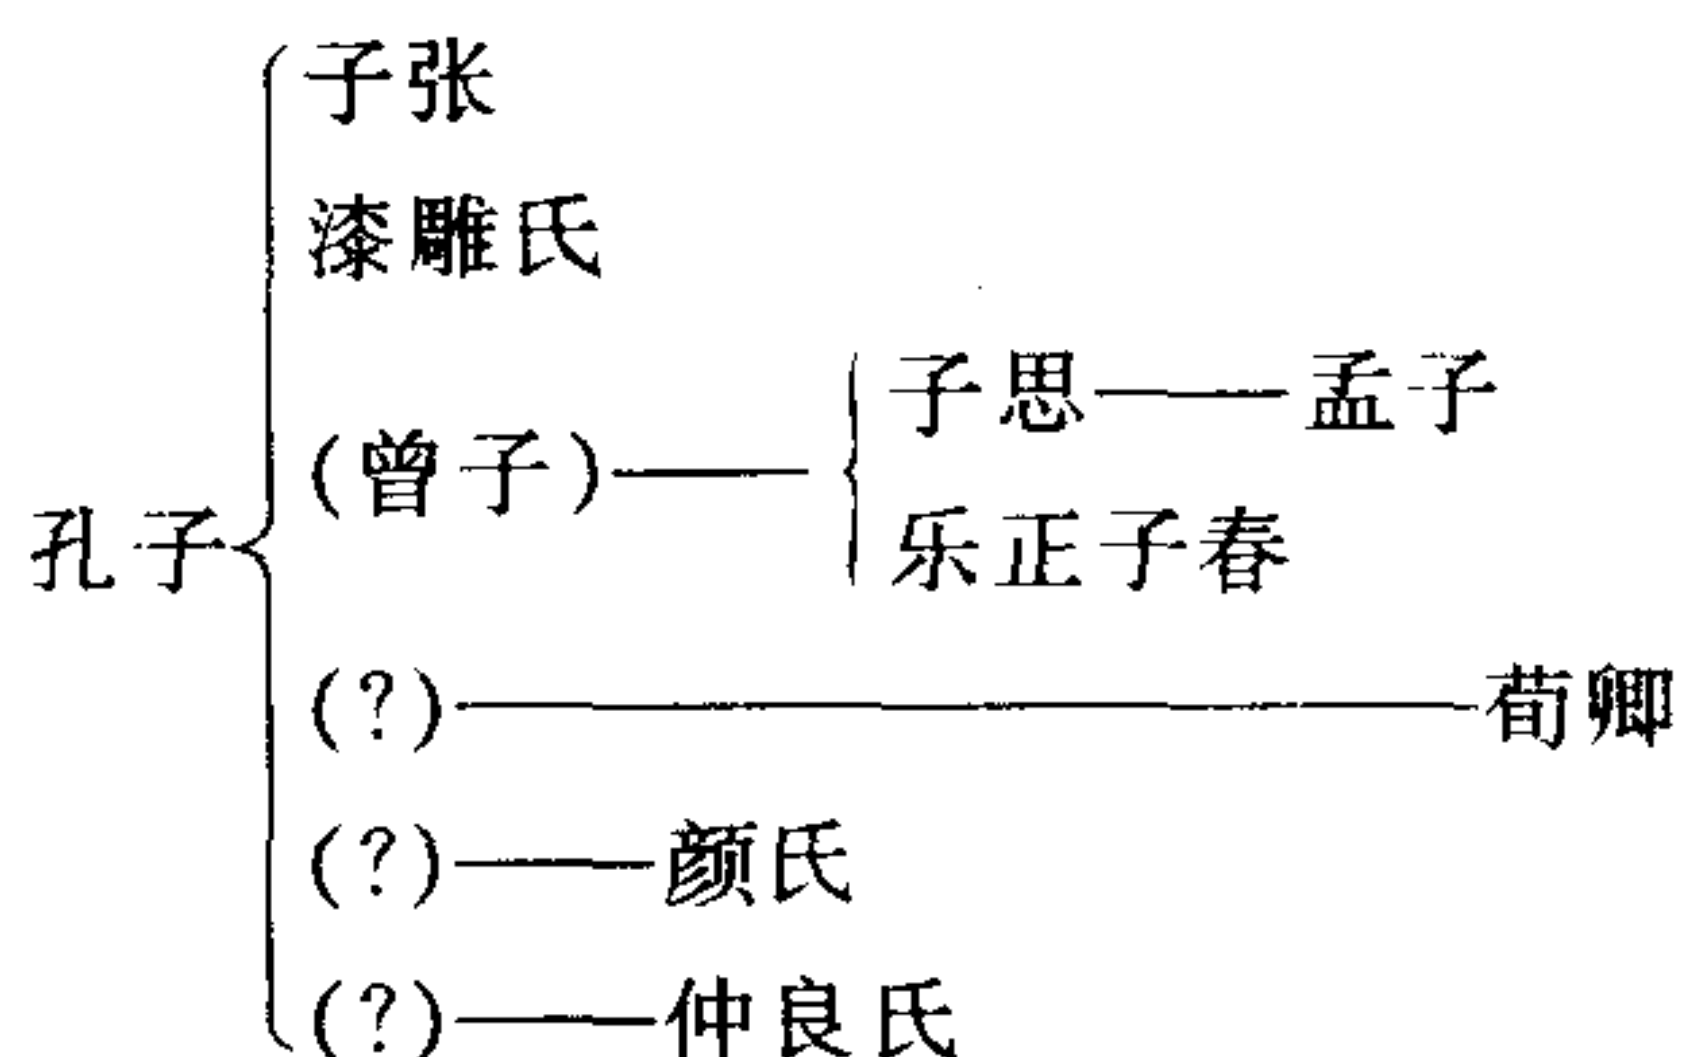 子张
漆雕氏
子思——孟子
(曾子)——
乐正子春
孔子
(?)——荀卿
(?)——颜氏
(?)——仲良氏